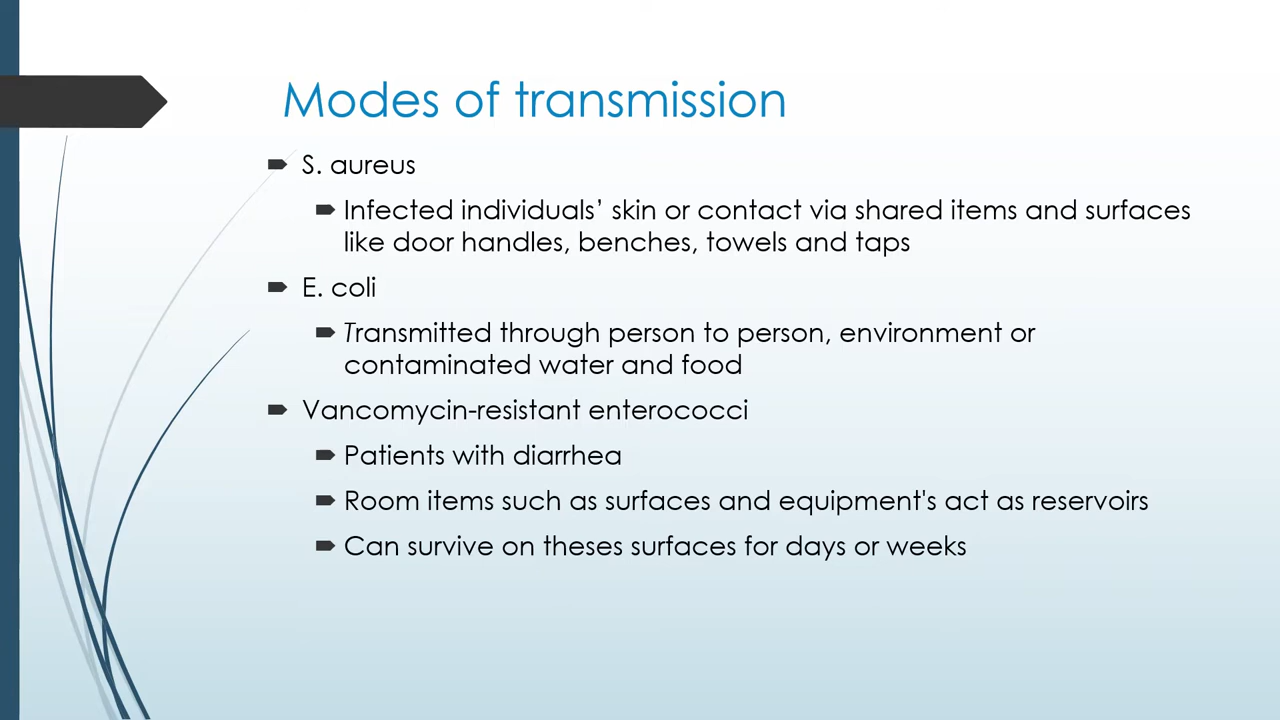 Modes of transmission
S. aureus
Infected individuals’ skin or contact via shared items and surfaces
like door handles, benches, towels and taps
E. coli
Transmitted through person to person, environment or
contaminated water and food
Vancomycin-resistant enterococci
Patients with diarrhea
Room items such as surfaces and equipment's act as reservoirs
Can survive on theses surfaces for days or weeks